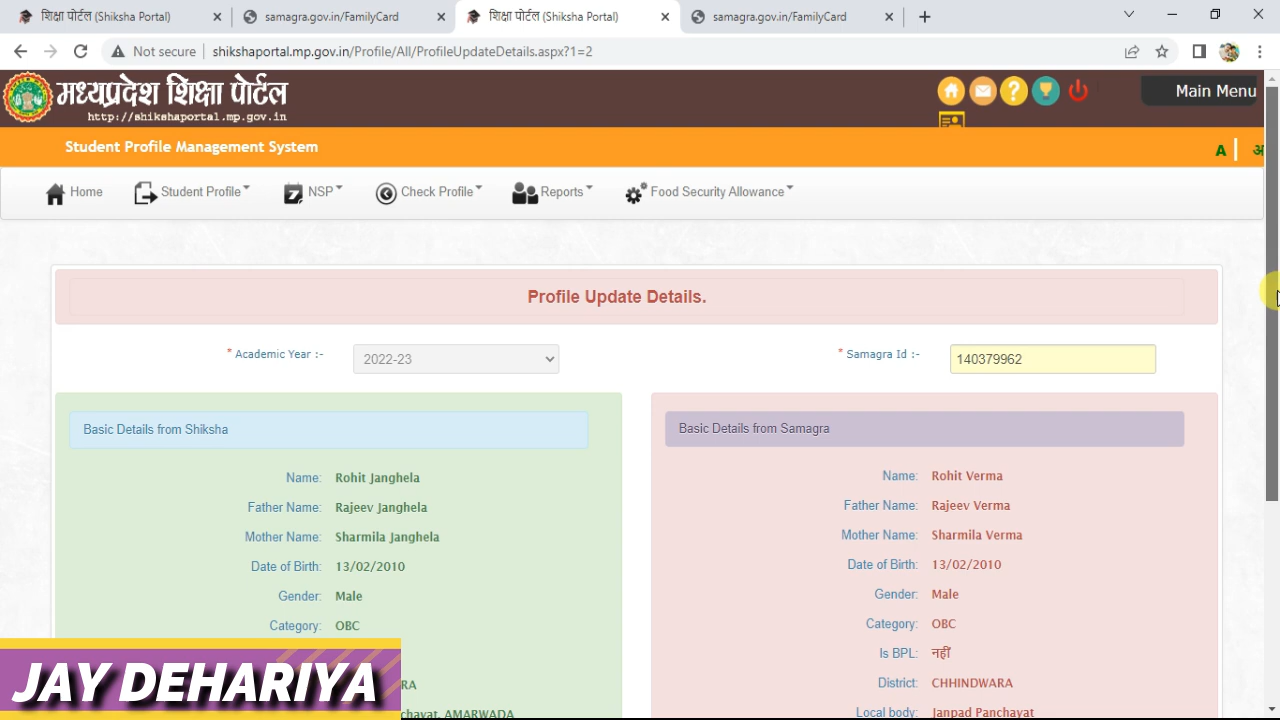 शिक्षा पोर्टल (Shiksha Portal)
samagra.gov.in/FamilyCard
शिक्षा पोर्टल (Shiksha Portal)
samagra.gov.in/FamilyCard
Not secure
shikshaportal.mp.gov.in/Profile/All/ProfileUpdateDetails.aspx?1=2
मध्यप्रदेश शिक्षा पोर्टल
http://shikshaportal.mp.gov.in
Main Menu
Student Profile Management System
A
अ
Home Student Profile NSP Check Profile Reports Food Security Allowance
Profile Update Details.
* Academic Year :- 2022-23
* Samagra Id :- 140379962
Basic Details from Shiksha
Name: Rohit Janghela
Father Name: Rajeev Janghela
Mother Name: Sharmila Janghela
Date of Birth: 13/02/2010
Gender: Male
Category: OBC
RA
chayat, AMARWADA
Basic Details from Samagra
Name: Rohit Verma
Father Name: Rajeev Verma
Mother Name: Sharmila Verma
Date of Birth: 13/02/2010
Gender: Male
Category: OBC
Is BPL: नहीं
District: CHHINDWARA
Local body: Janpad Panchayat
JAY DEHARIYA